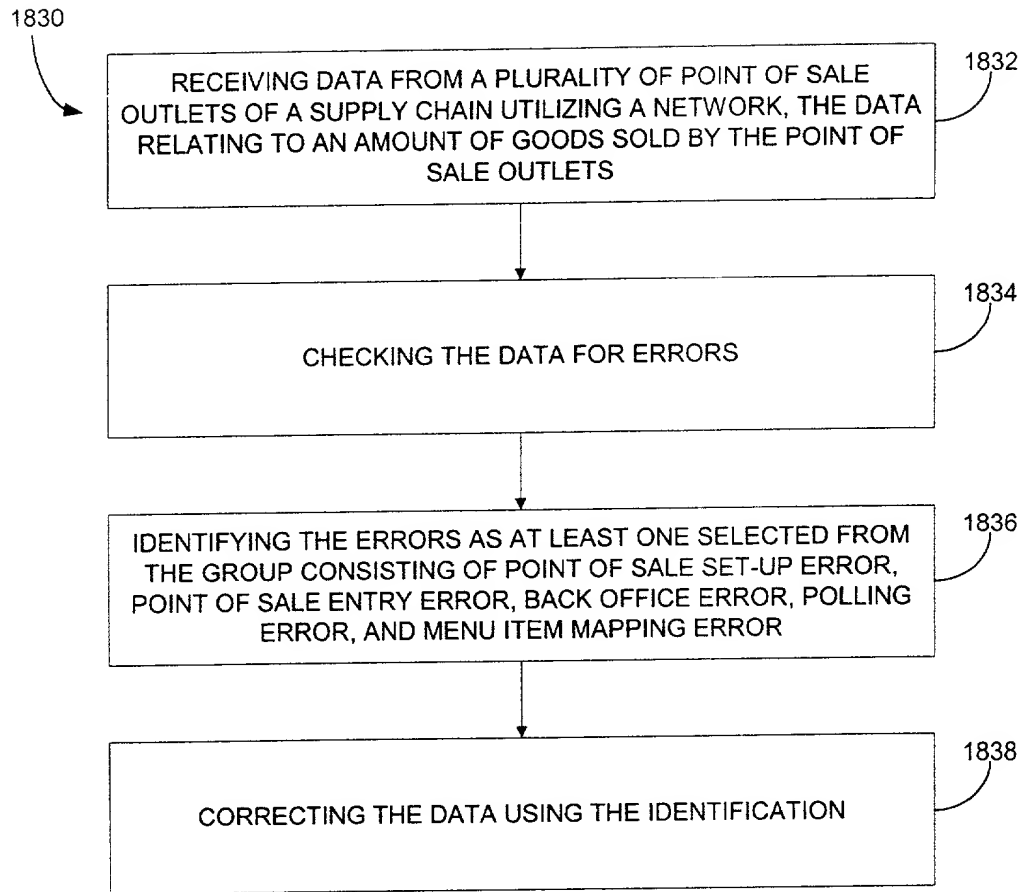 1830
1832
RECEIVING DATA FROM A PLURALITY OF POINT OF SALE
OUTLETS OF A SUPPLY CHAIN UTILIZING A NETWORK, THE DATA
RELATING TO AN AMOUNT OF GOODS SOLD BY THE POINT OF
SALE OUTLETS
1834
CHECKING THE DATA FOR ERRORS
1836
IDENTIFYING THE ERRORS AS AT LEAST ONE SELECTED FROM
THE GROUP CONSISTING OF POINT OF SALE SET-UP ERROR,
POINT OF SALE ENTRY ERROR, BACK OFFICE ERROR, POLLING
ERROR, AND MENU ITEM MAPPING ERROR
1838
CORRECTING THE DATA USING THE IDENTIFICATION